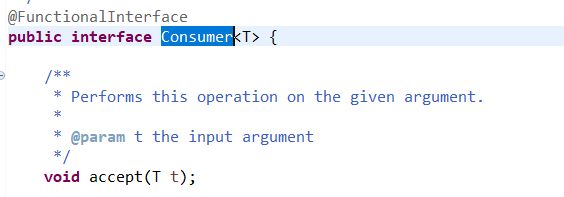 @FunctionalInterface
public interface Consumer<T> {
/**
* Performs this operation on the given argument.
*
* @param t the input argument
*/
void accept(T t);